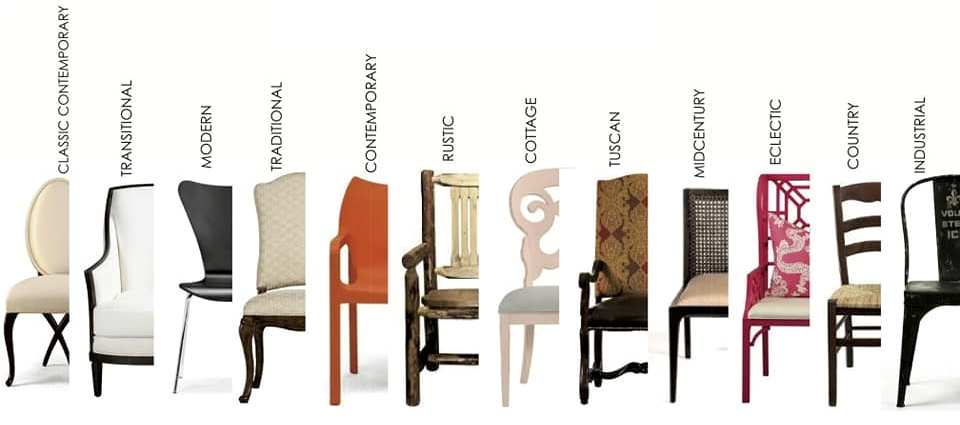 CLASSIC CONTEMPORARY
TRANSITIONAL
MODERN
TRADITIONAL
CONTEMPORARY
RUSTIC
COTTAGE
TUSCAN
MIDCENTURY
ECLECTIC
COUNTRY
INDUSTRIAL